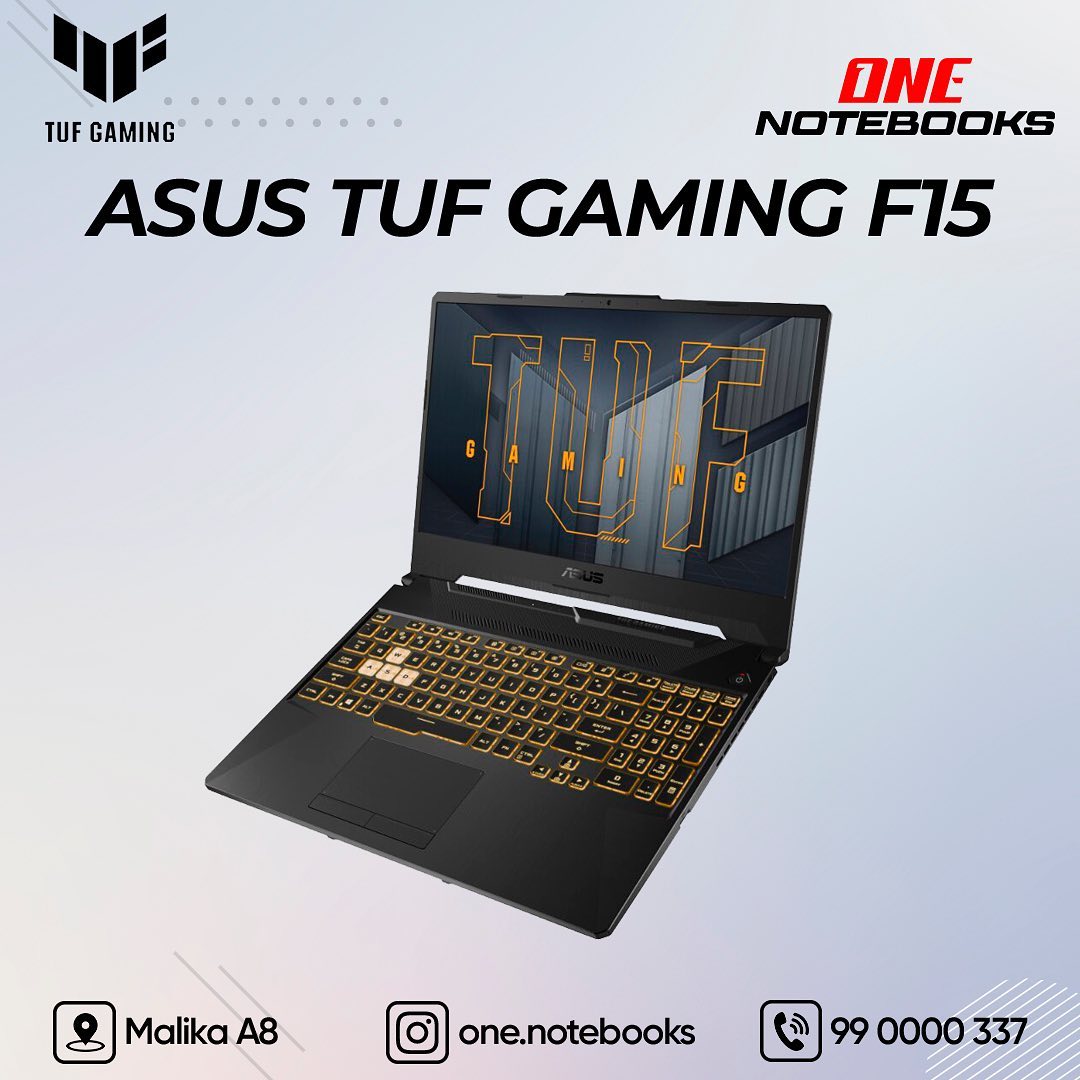 TUF GAMING
ONE
NOTEBOOKS
ASUS TUF GAMING F15
TUF
GAMING
ASUS
Malika A8
one.notebooks
99 0000 337